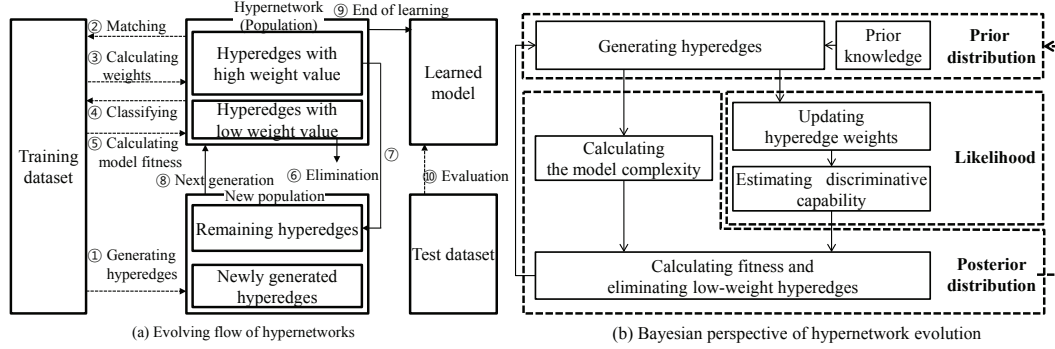 Hypernetwork
(Population)
⑨ End of learning
② Matching
③ Calculating
weights
④ Classifying
⑤ Calculating
model fitness
Hyperedges with
high weight value
Hyperedges with
low weight value
Learned
model
Training
dataset
⑦
⑥ Elimination
⑧ Next generation
⑩ Evaluation
New population
Remaining hyperedges
① Generating
hyperedges
Newly generated
hyperedges
Test dataset
(a) Evolving flow of hypernetworks
Generating hyperedges
Prior
knowledge
Prior
distribution
Updating
hyperedge weights
Calculating
the model complexity
Likelihood
Estimating discriminative
capability
Calculating fitness and
eliminating low-weight hyperedges
Posterior
distribution
(b) Bayesian perspective of hypernetwork evolution